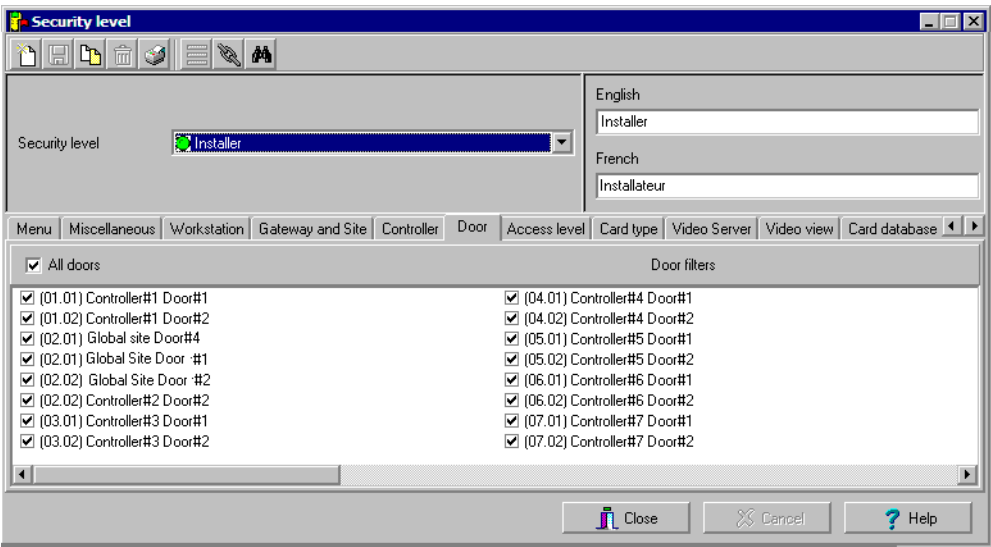 Security level
English
Installer
Security level
Installer
French
Installateur
Menu Miscellaneous Workstation Gateway and Site Controller Door Access level Card type Video Server Video view Card database
All doors
Door filters
(01.01) Controller#1 Door#1
(01.02) Controller#1 Door#2
(02.01) Global site Door#4
(02.01) Global Site Door #1
(02.02) Global Site Door #2
(02.02) Controller#2 Door#2
(03.01) Controller#3 Door#1
(03.02) Controller#3 Door#2
(04.01) Controller#4 Door#1
(04.02) Controller#4 Door#2
(05.01) Controller#5 Door#1
(05.02) Controller#5 Door#2
(06.01) Controller#6 Door#1
(06.02) Controller#6 Door#2
(07.01) Controller#7 Door#1
(07.02) Controller#7 Door#2
Close
Cancel
Help